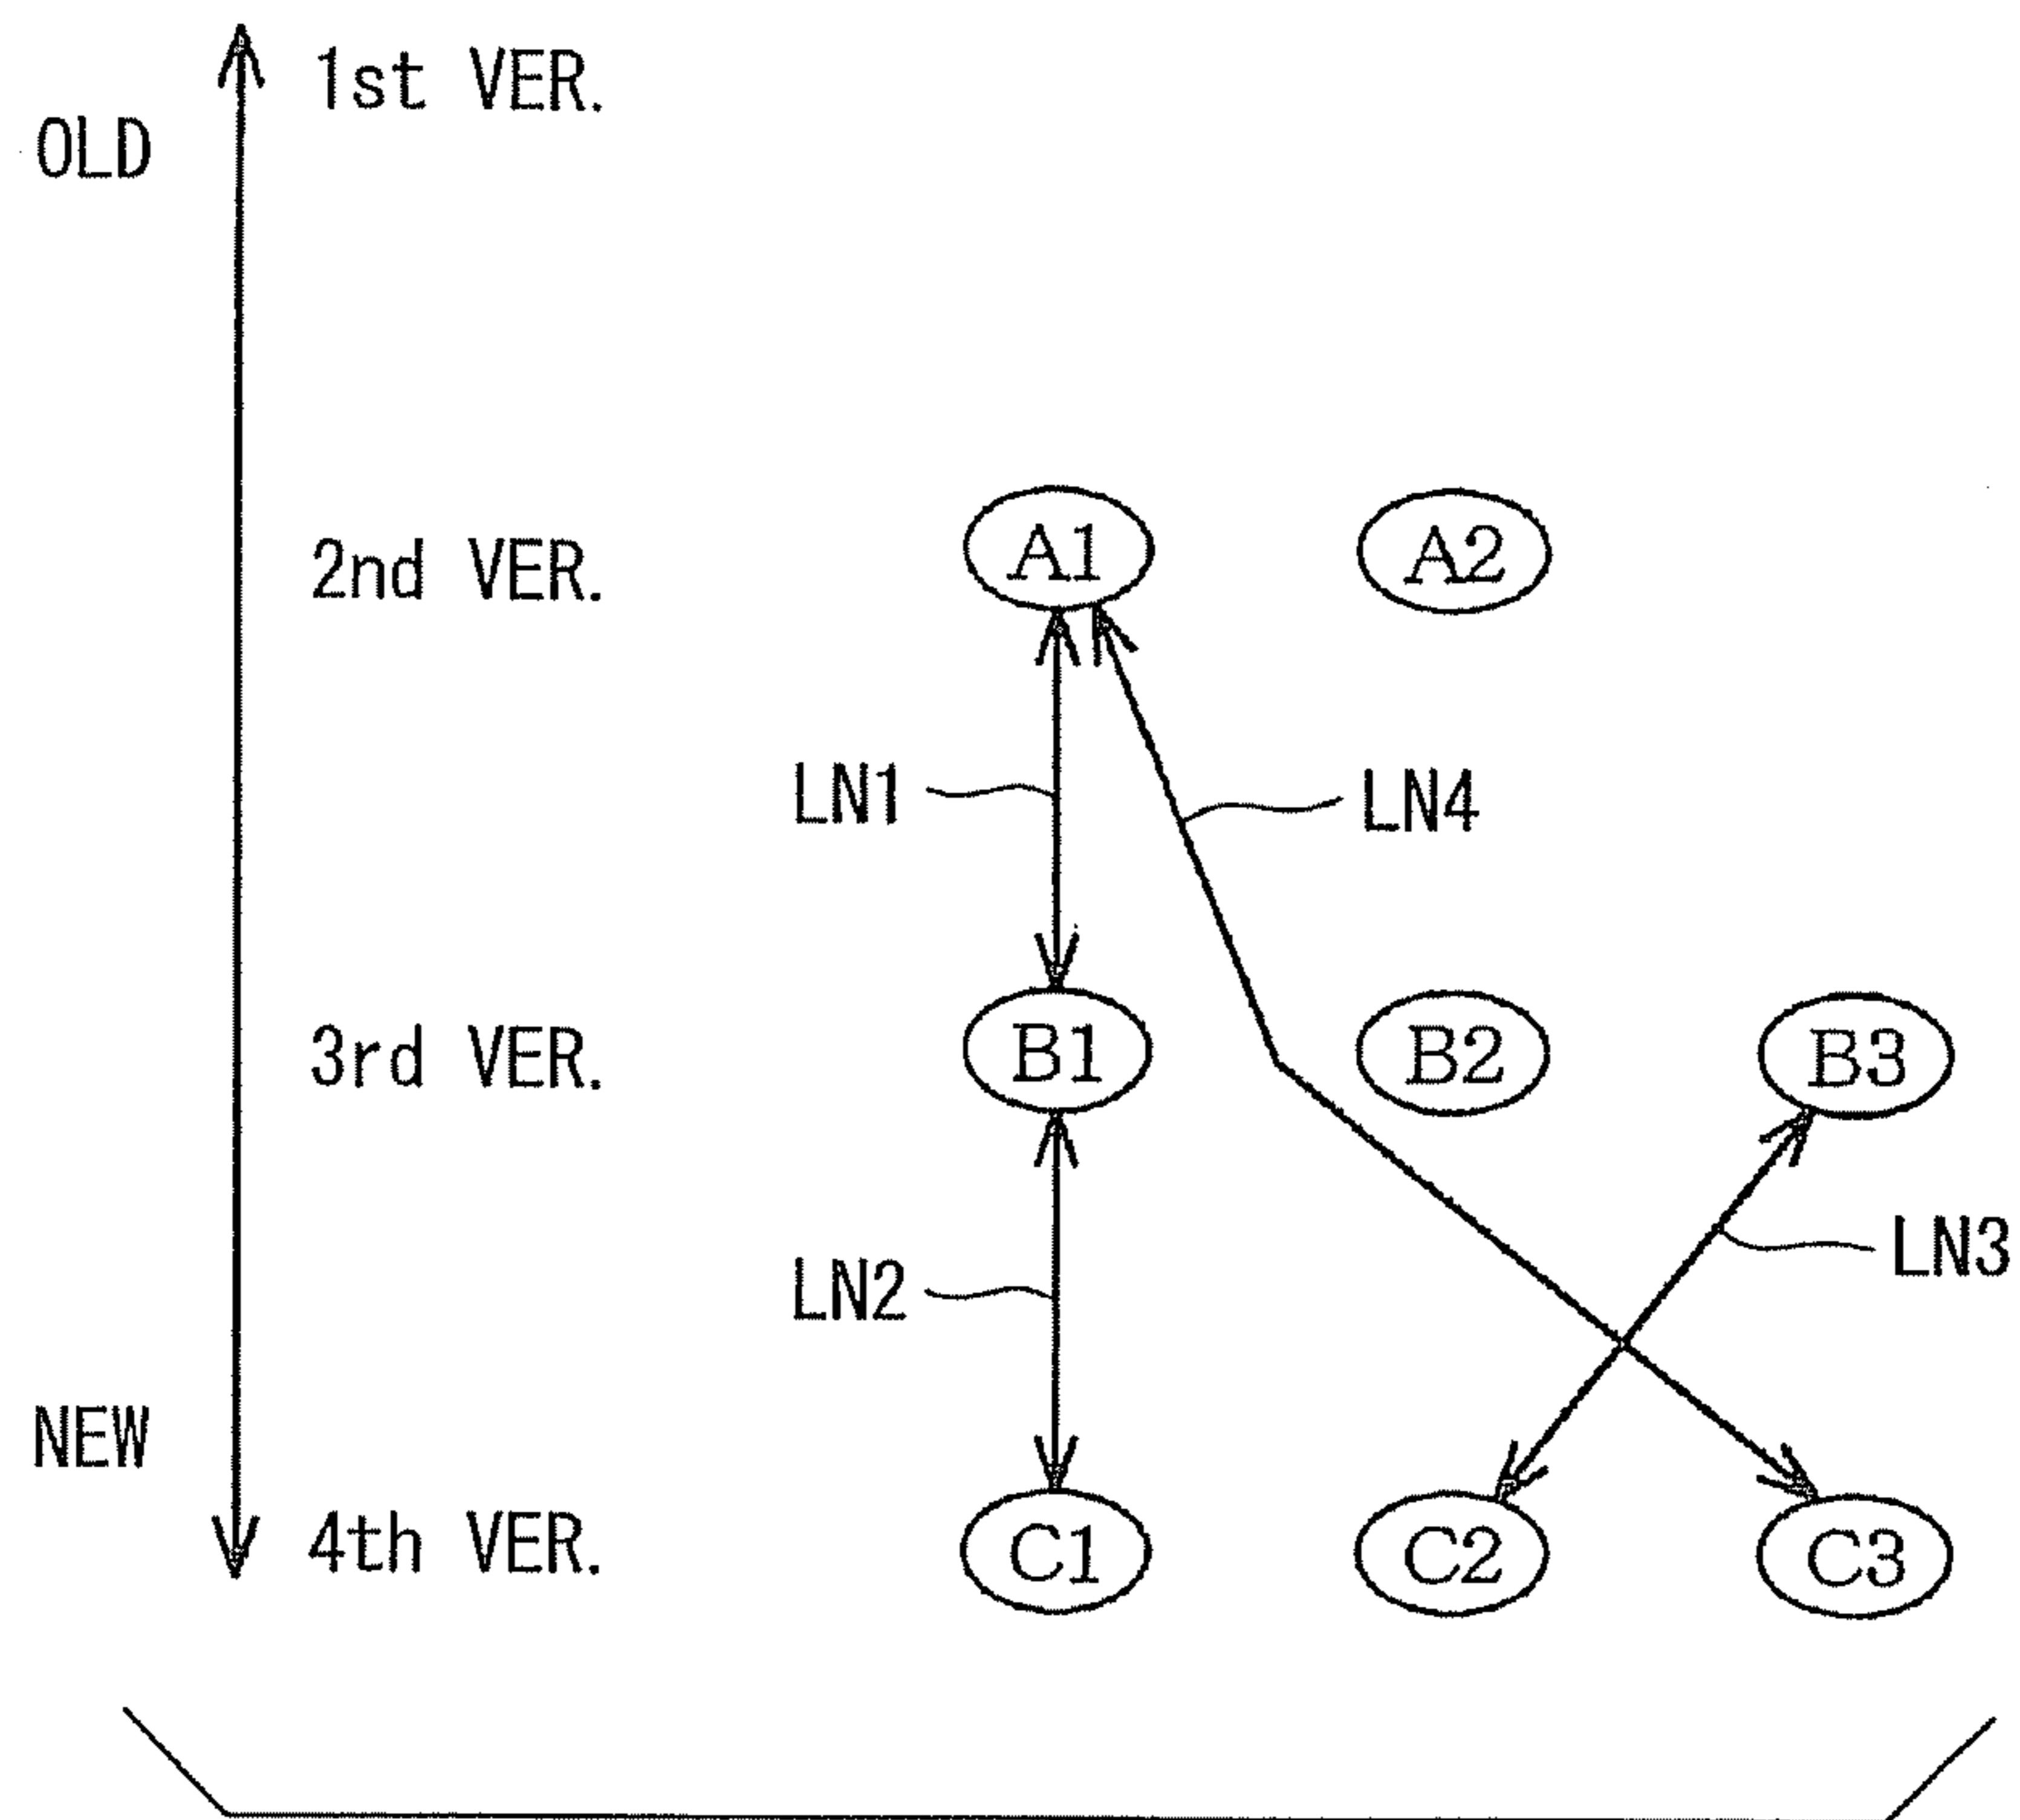 1st VER.
OLD
A1 A2
2nd VER.
LN1 LN4
B1 B2 B3
3rd VER.
LN3
LN2
NEW
4th VER.
C1 C2 C3